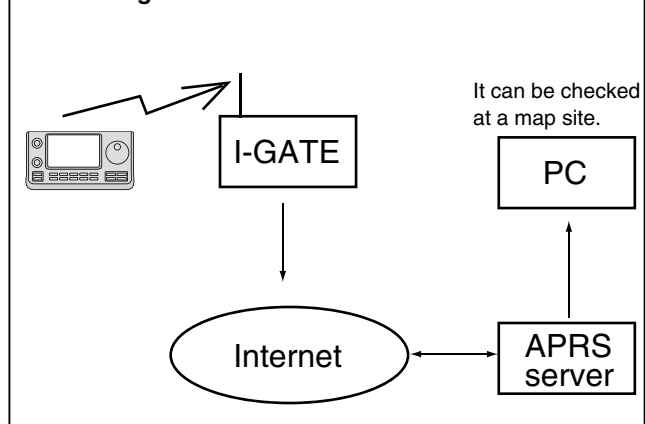 It can be checked
at a map site.
I-GATE
PC
Internet
APRS
server